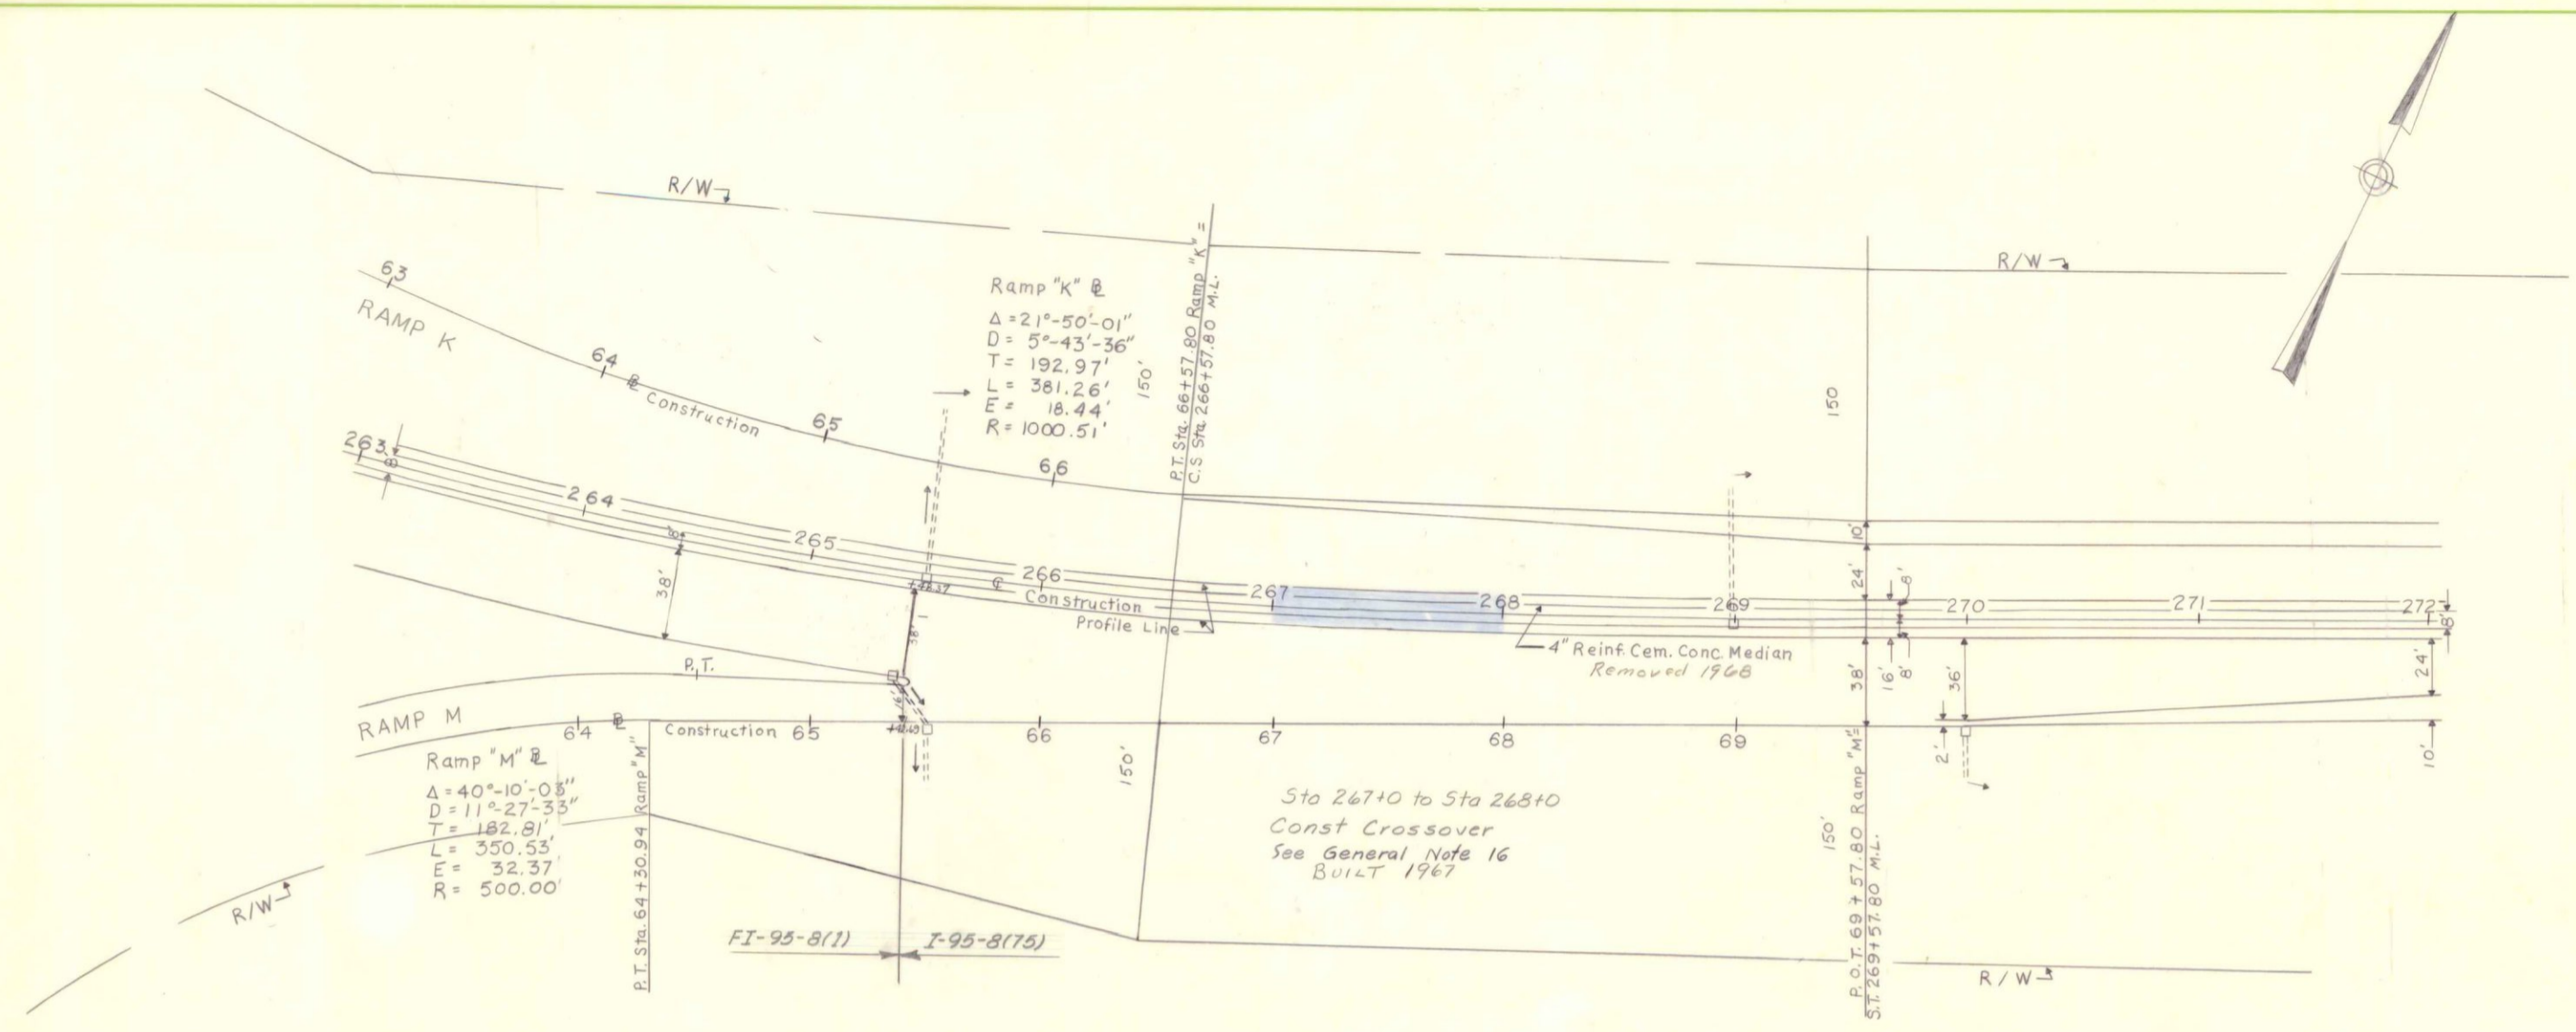 R/W
R/W
63
RAMP K
64
℄ Construction
65
66
Ramp "K" ℄
Δ = 21°-50'-01"
D = 5°-43'-36"
T = 192.97'
L = 381.26'
E = 18.44'
R = 1000.51'
150'
P.T. Sta. 66+57.80 Ramp "K" =
C.S Sta. 266+57.80 M.L.
150
263
8'
264
8'
265
38'
266
℄ Construction
Profile Line
267
268
269
270
271
272
10'
24'
8'
8'
38'
16'
8'
36'
24'
2'
10'
4" Reinf. Cem. Conc. Median
Removed 1968
38'
16'
P.T.
RAMP M
64
Construction
65
66
67
68
69
Ramp "M" ℄
Δ = 40°-10'-03"
D = 11°-27'-33"
T = 182.81'
L = 350.53'
E = 32.37'
R = 500.00'
P.T. Sta. 64+30.94 Ramp "M"
150'
Sta 267+0 to Sta 268+0
Const Crossover
See General Note 16
BUILT 1967
150'
P.O.T. 69+57.80 Ramp "M"=
S.T. 269+57.80 M.L.
R/W
FI-95-8(1)
I-95-8(75)
R/W